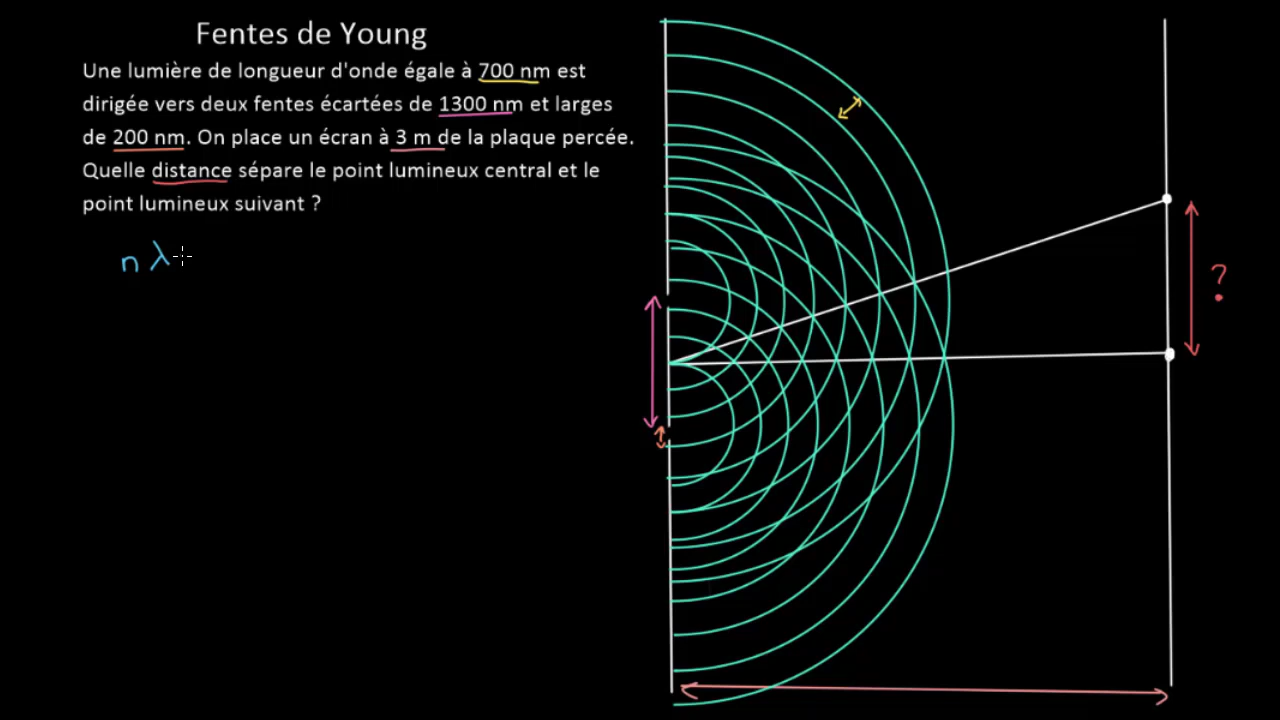 Fentes de Young
Une lumière de longueur d'onde égale à 700 nm est
dirigée vers deux fentes écartées de 1300 nm et larges
de 200 nm. On place un écran à 3 m de la plaque percée.
Quelle distance sépare le point lumineux central et le
point lumineux suivant ?
n λ
?